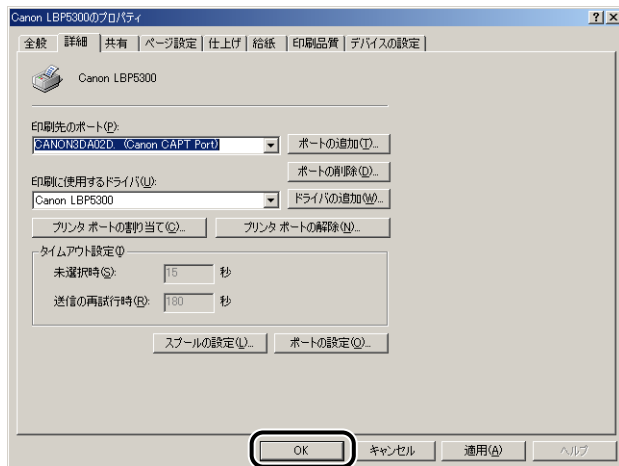 Canon LBP5300のプロパティ
全般 詳細 共有 ページ設定 仕上げ 給紙 印刷品質 デバイスの設定
Canon LBP5300
印刷先のポート(P):
CANON3DA02D, (Canon CAPT Port)
ポートの追加(T)...
ポートの削除(D)...
印刷に使用するドライバ(U):
Canon LBP5300
ドライバの追加(W)...
プリンタ ポートの割り当て(C)... プリンタ ポートの解除(N)...
タイムアウト設定(I)
未選択時(S): 15 秒
送信の再試行時(R): 180 秒
スプールの設定(L)... ポートの設定(O)...
OK キャンセル 適用(A) ヘルプ